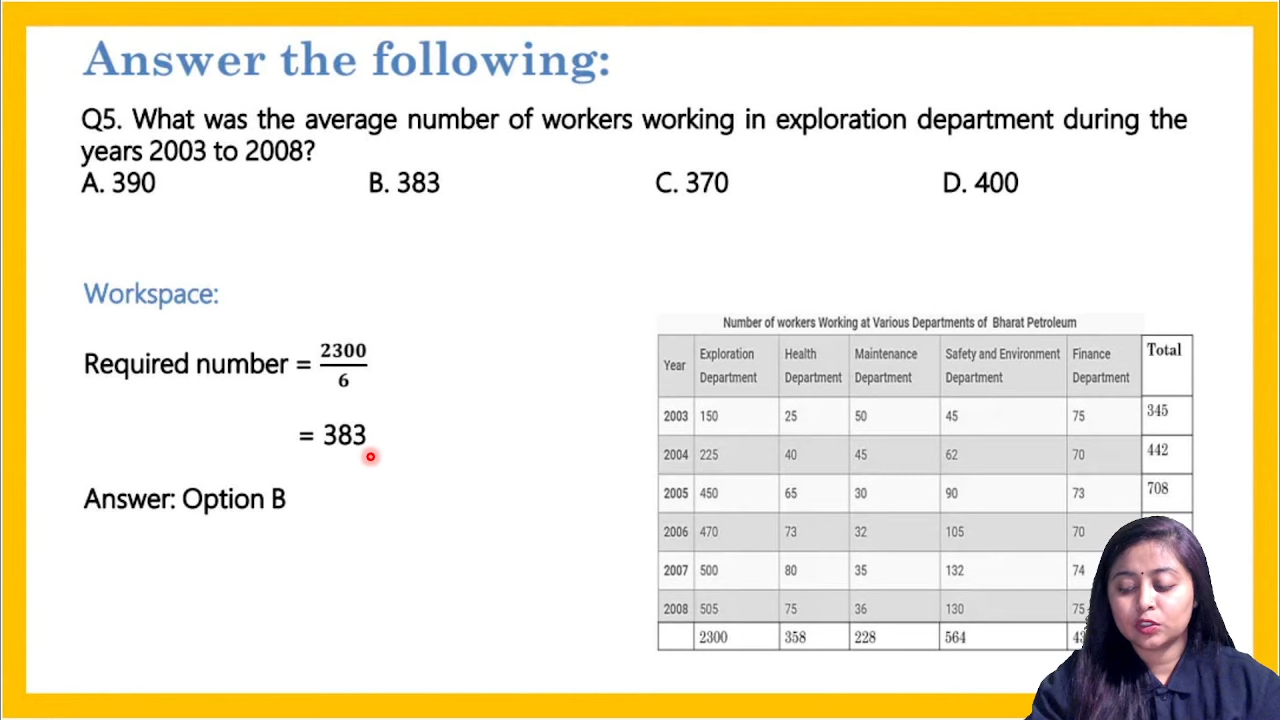 Answer the following:
Q5. What was the average number of workers working in exploration department during the
years 2003 to 2008?
A. 390 B. 383 C. 370 D. 400
Workspace:
Required number = 2300/6
= 383
Answer: Option B
Number of workers Working at Various Departments of Bharat Petroleum
Year Exploration Department Health Department Maintenance Department Safety and Environment Department Finance Department Total
2003 150 25 50 45 75 345
2004 225 40 45 62 70 442
2005 450 65 30 90 73 708
2006 470 73 32 105 70
2007 500 80 35 132 74
2008 505 75 36 130 75
2300 358 228 564